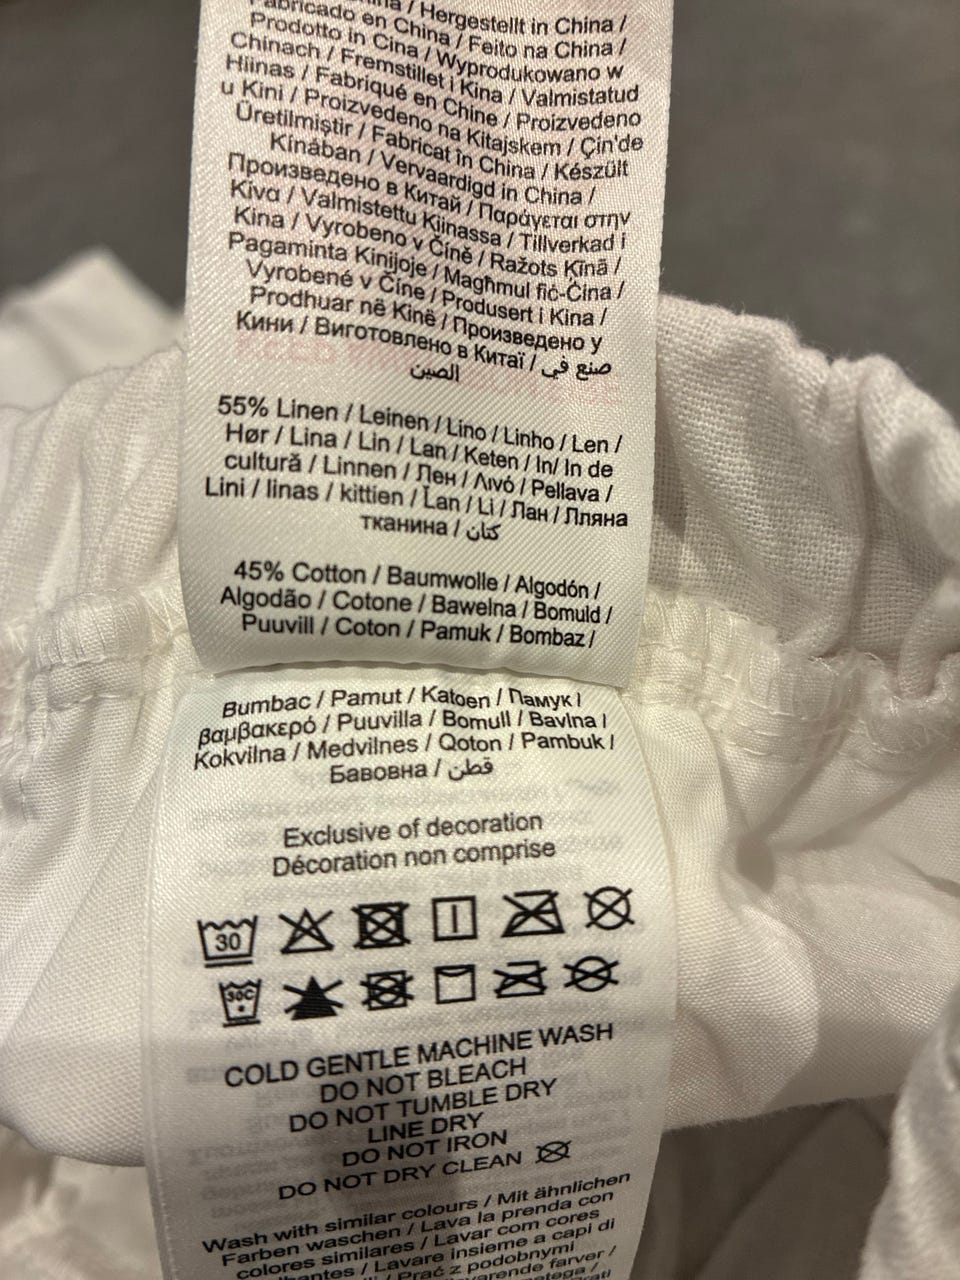 / Hergestellt in China /
Fabricado en China / Feito na China /
Prodotto in Cina / Wyprodukowano w
Chinach / Fremstillet i Kina / Valmistatud
Hiinas / Fabriqué en Chine / Proizvedeno
u Kini / Proizvedeno na Kitajskem / Çin'de
Üretilmiştir / Fabricat în China / Készült
Kínában / Vervaardigd in China /
Произведено в Китай / Παράγεται στην
Κίνα / Valmistettu Kiinassa / Tillverkad i
Kina / Vyrobeno v Číně / Ražots Ķīnā /
Pagaminta Kinijoje / Magħmul fiċ-Ċina /
Vyrobené v Číne / Produsert i Kina /
Prodhuar në Kinë / Произведено у
Кини / Виготовлено в Китаї / صنع في
الصين
55% Linen / Leinen / Lino / Linho / Len /
Hør / Lina / Lin / Lan / Keten / In/ In de
cultură / Linnen / Лен / Λινό / Pellava /
Lini / linas / kittien / Ľan / Li / Лан / Лляна
тканина / كتان
45% Cotton / Baumwolle / Algodón /
Algodão / Cotone / Bawełna / Bomuld /
Puuvill / Coton / Pamuk / Bombaž /
Bumbac / Pamut / Katoen / Памук /
βαμβακερό / Puuvilla / Bomull / Bavlna /
Kokvilna / Medvilnes / Qoton / Pambuk /
Бавовна / قطن
Exclusive of decoration
Décoration non comprise
30
30C
COLD GENTLE MACHINE WASH
DO NOT BLEACH
DO NOT TUMBLE DRY
LINE DRY
DO NOT IRON
DO NOT DRY CLEAN
Wash with similar colours / Mit ähnlichen
Farben waschen / Lava la prenda con
colores similares / Lavar com cores
/ Lavare insieme a capi di
/ Prać z podobnymi
farver /